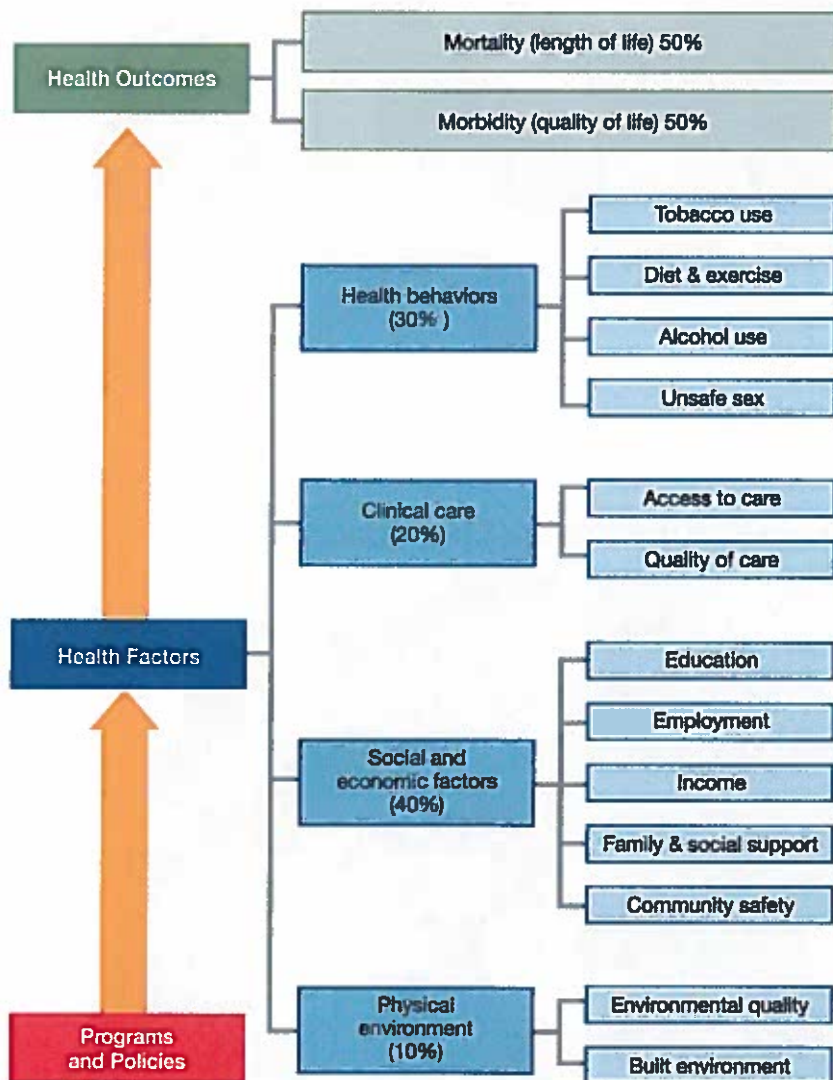 Health Outcomes
Mortality (length of life) 50%
Morbidity (quality of life) 50%
Health Factors
Programs
and Policies
Health behaviors
(30% )
Tobacco use
Diet & exercise
Alcohol use
Unsafe sex
Clinical care
(20%)
Access to care
Quality of care
Social and
economic factors
(40%)
Education
Employment
Income
Family & social support
Community safety
Physical
environment
(10%)
Environmental quality
Built environment